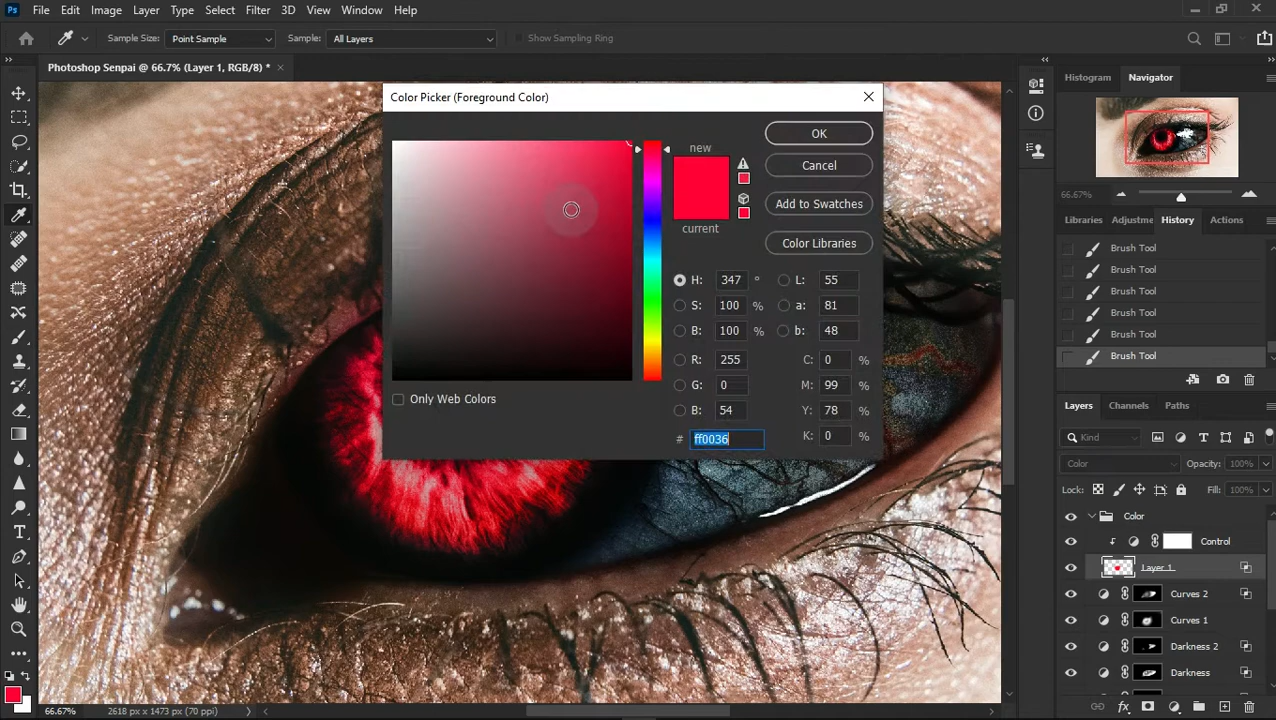 Ps File Edit Image Layer Type Select Filter 3D View Window Help
Sample Size: Point Sample Sample: All Layers Show Sampling Ring
Photoshop Senpai @ 66.7% (Layer 1, RGB/8) *
Histogram Navigator
Color Picker (Foreground Color)
OK
new
Cancel
66.67%
Add to Swatches
Libraries Adjustme History Actions
current
Color Libraries
Brush Tool
Brush Tool
H: 347 ° L: 55
Brush Tool
S: 100 % a: 81
Brush Tool
B: 100 % b: 48
Brush Tool
R: 255 C: 0 %
Brush Tool
G: 0 M: 99 %
Only Web Colors
B: 54 Y: 78 %
Layers Channels Paths
# ff0036 K: 0 %
Kind
Color Opacity: 100%
Lock: Fill: 100%
Color
Control
Layer 1
Curves 2
Curves 1
Darkness 2
Darkness
66.67% 2618 px x 1473 px (70 ppi)